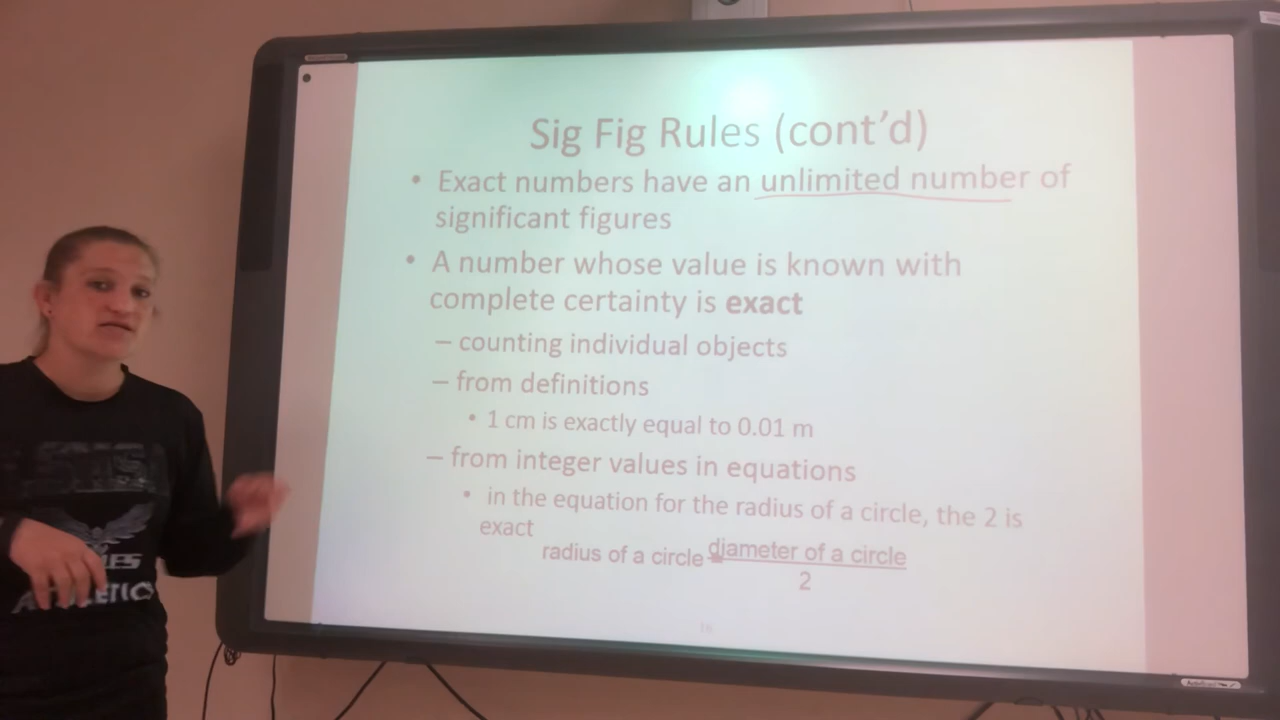 Sig Fig Rules (cont'd)
• Exact numbers have an unlimited number of
significant figures
• A number whose value is known with
complete certainty is exact
– counting individual objects
– from definitions
• 1 cm is exactly equal to 0.01 m
– from integer values in equations
• in the equation for the radius of a circle, the 2 is
exact
radius of a circle = diameter of a circle
2